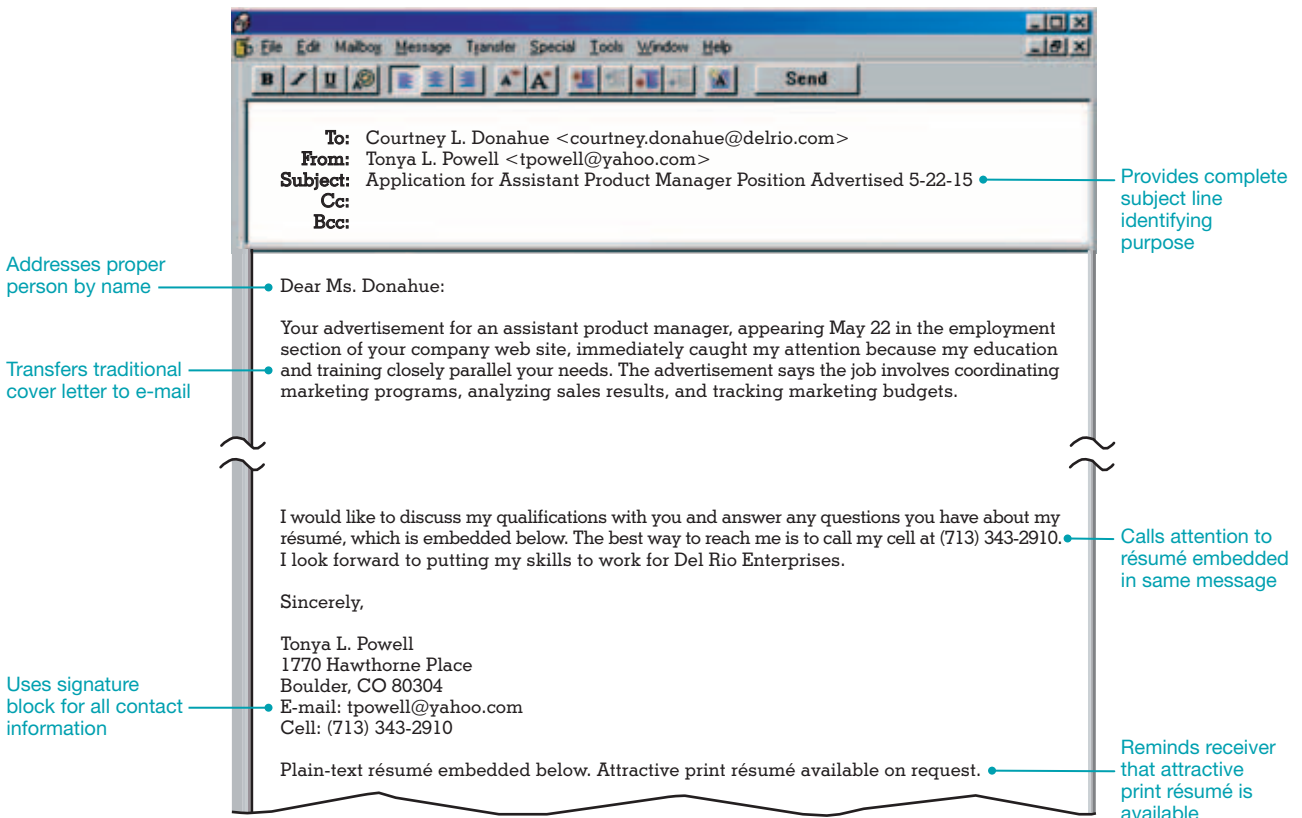 File Edit Mailbox Message Transfer Special Tools Window Help
B I U A A Send
To: Courtney L. Donahue <courtney.donahue@delrio.com>
From: Tonya L. Powell <tpowell@yahoo.com>
Subject: Application for Assistant Product Manager Position Advertised 5-22-15
Cc:
Bcc:
Provides complete
subject line
identifying
purpose
Addresses proper
person by name
Dear Ms. Donahue:
Your advertisement for an assistant product manager, appearing May 22 in the employment
section of your company web site, immediately caught my attention because my education
and training closely parallel your needs. The advertisement says the job involves coordinating
marketing programs, analyzing sales results, and tracking marketing budgets.
Transfers traditional
cover letter to e-mail
I would like to discuss my qualifications with you and answer any questions you have about my
résumé, which is embedded below. The best way to reach me is to call my cell at (713) 343-2910.
I look forward to putting my skills to work for Del Rio Enterprises.
Calls attention to
résumé embedded
in same message
Sincerely,
Tonya L. Powell
1770 Hawthorne Place
Boulder, CO 80304
E-mail: tpowell@yahoo.com
Cell: (713) 343-2910
Uses signature
block for all contact
information
Plain-text résumé embedded below. Attractive print résumé available on request.
Reminds receiver
that attractive
print résumé is
available